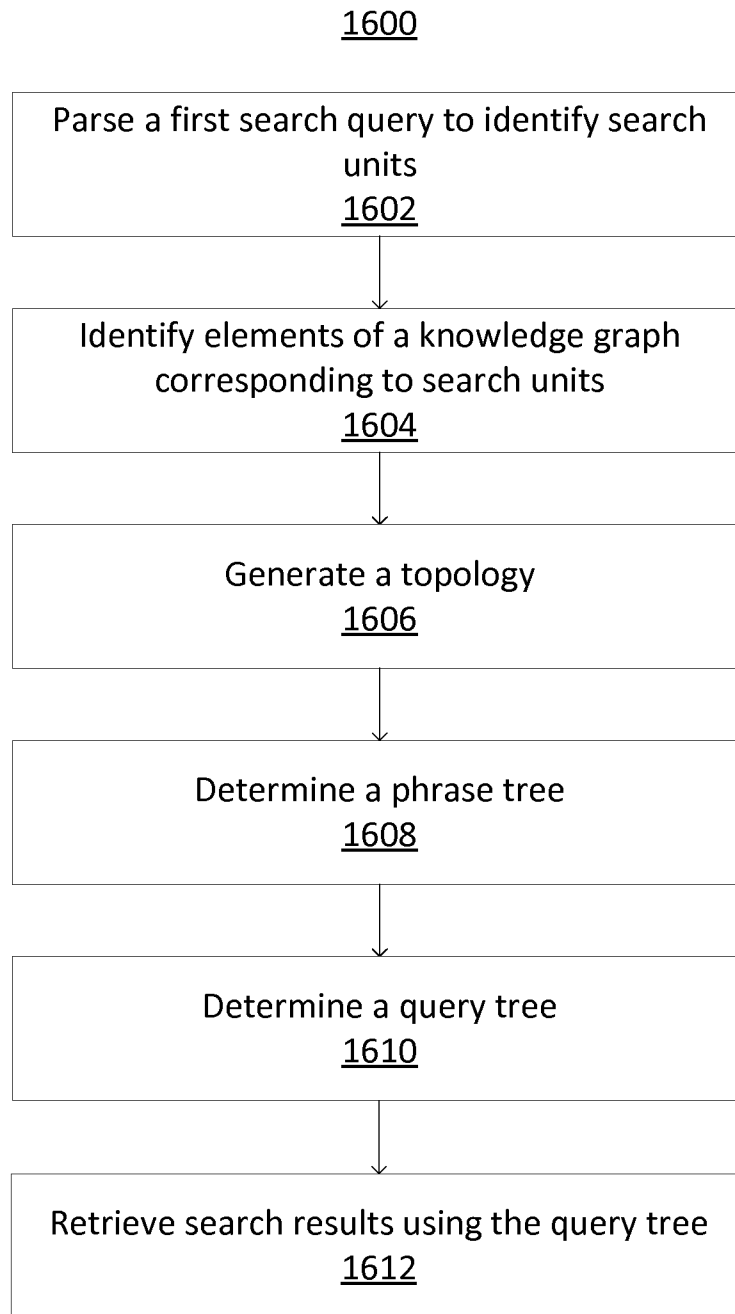 1600
Parse a first search query to identify search
units
1602
Identify elements of a knowledge graph
corresponding to search units
1604
Generate a topology
1606
Determine a phrase tree
1608
Determine a query tree
1610
Retrieve search results using the query tree
1612